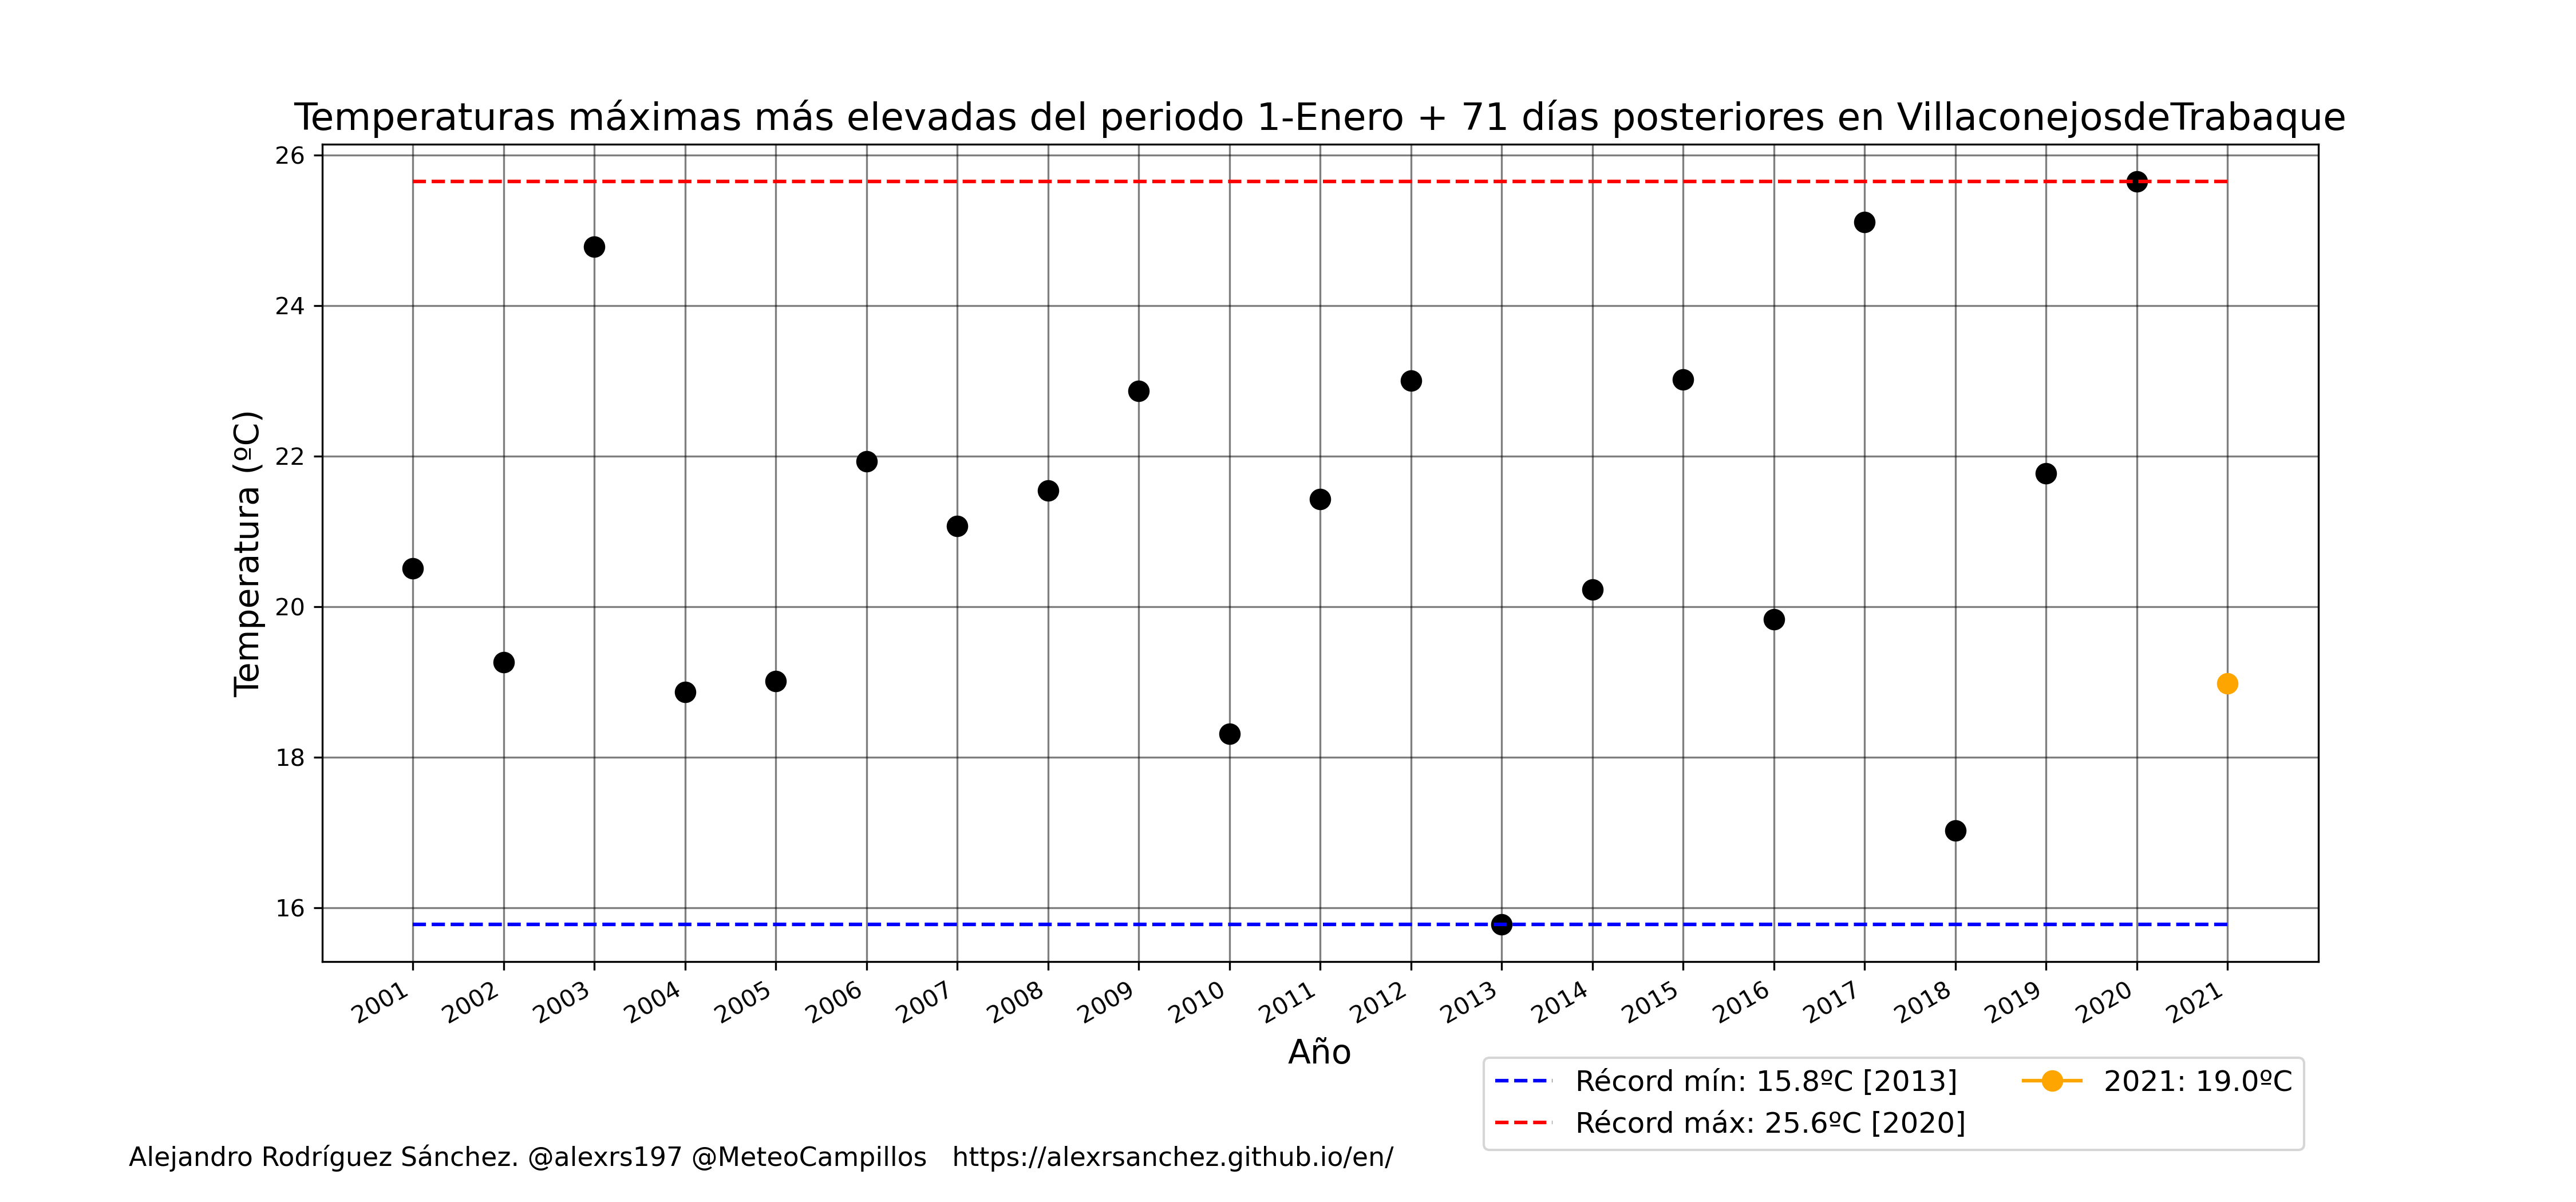 Temperaturas máximas más elevadas del periodo 1-Enero + 71 días posteriores en VillaconejosdeTrabaque
Temperatura (ºC)
26
24
22
20
18
16
2001 2002 2003 2004 2005 2006 2007 2008 2009 2010 2011 2012 2013 2014 2015 2016 2017 2018 2019 2020 2021
Año
Récord mín: 15.8ºC [2013]
Récord máx: 25.6ºC [2020]
2021: 19.0ºC
Alejandro Rodríguez Sánchez. @alexrs197 @MeteoCampillos https://alexrsanchez.github.io/en/